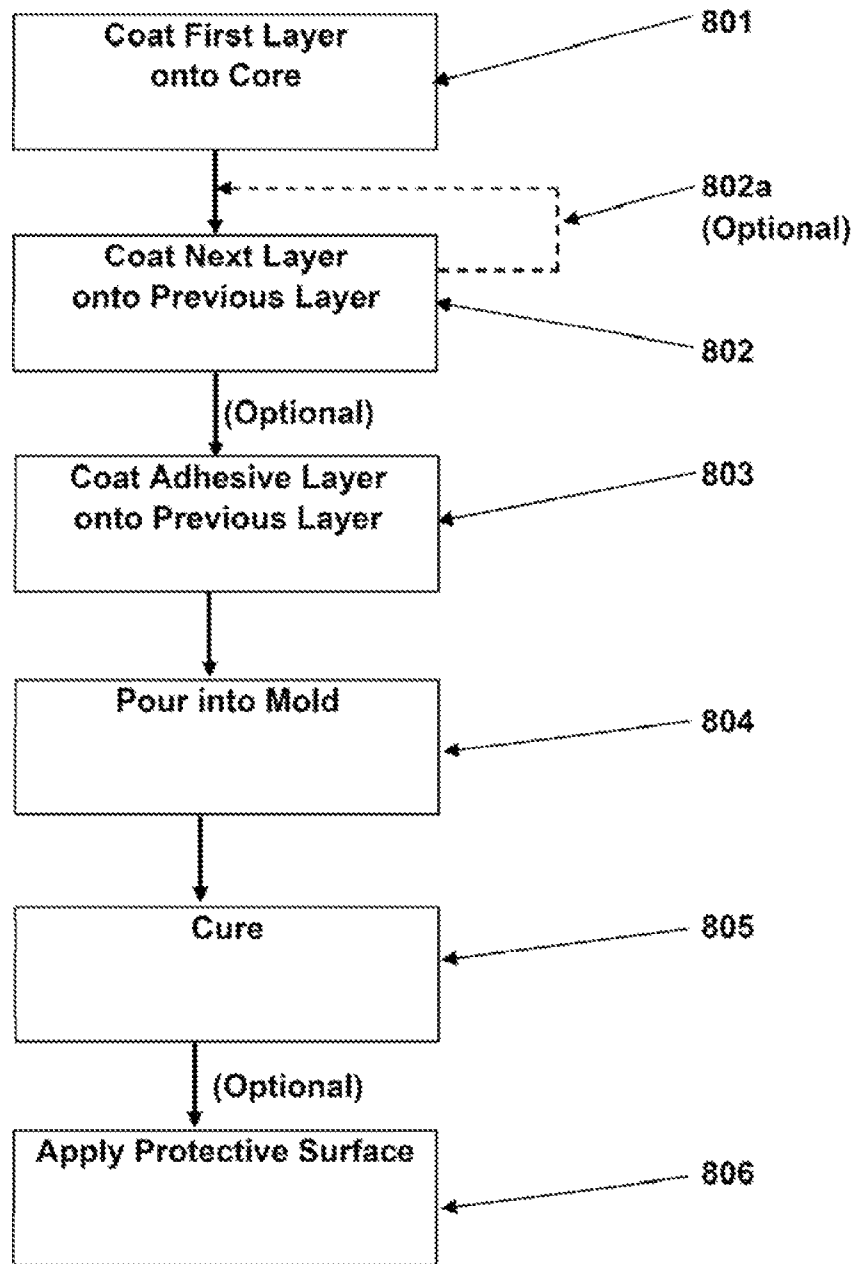 Coat First Layer
onto Core
801
802a
(Optional)
Coat Next Layer
onto Previous Layer
802
(Optional)
Coat Adhesive Layer
onto Previous Layer
803
Pour into Mold
804
Cure
805
(Optional)
Apply Protective Surface
806